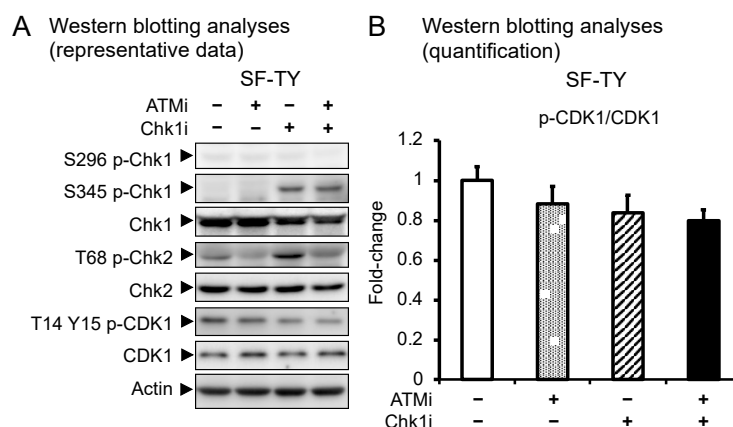 A Western blotting analyses
(representative data)
SF-TY
ATMi − + − +
Chk1i − − + +
S296 p-Chk1
S345 p-Chk1
Chk1
T68 p-Chk2
Chk2
T14 Y15 p-CDK1
CDK1
Actin
B Western blotting analyses
(quantification)
SF-TY
p-CDK1/CDK1
Fold-change
1.2
1
0.8
0.6
0.4
0.2
0
ATMi − + − +
Chk1i − − + +